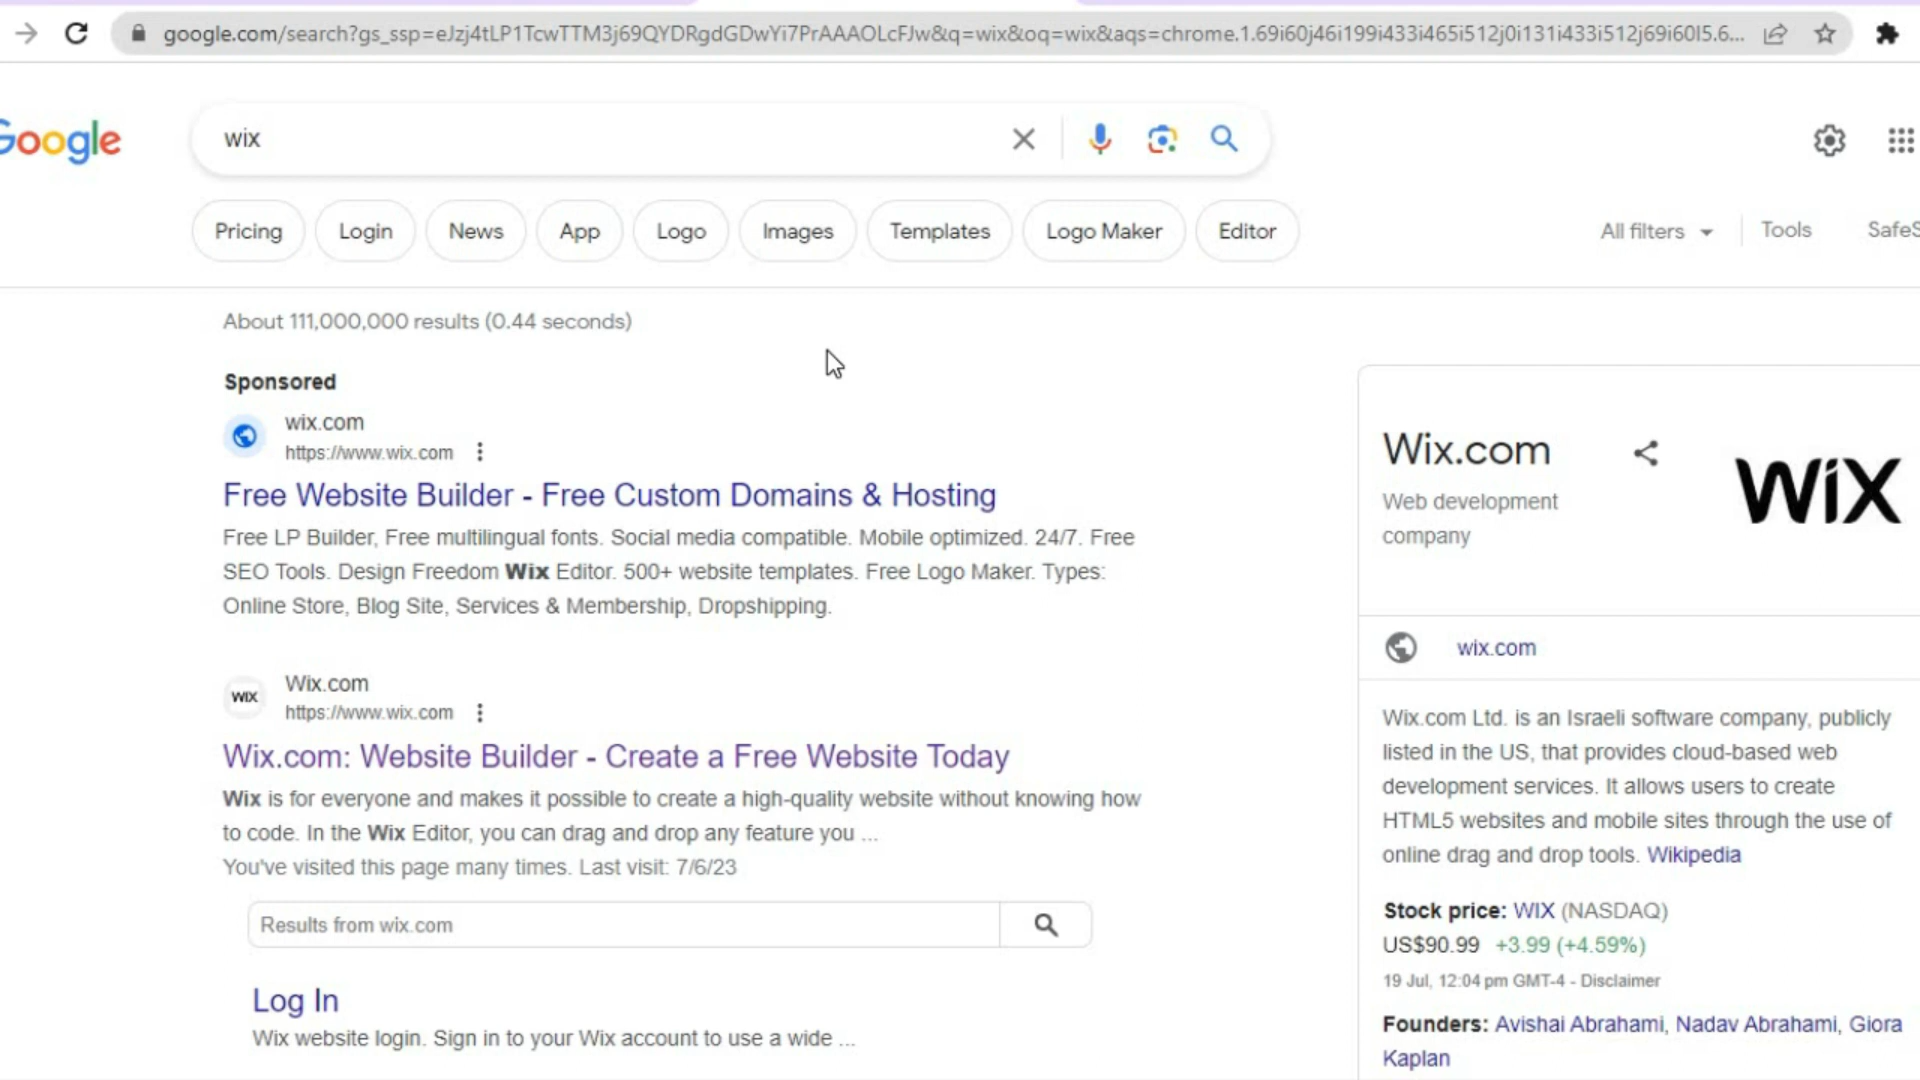 google.com/search?gs_ssp=eJzj4tLP1TcwTTM3j69QYDRgdGDwYi7PrAAAOLcFJw&q=wix&oq=wix&aqs=chrome.1.69i60j46i199i433i465i512j0i131i433i512j69i60l5.6...
Google
wix
Pricing Login News App Logo Images Templates Logo Maker Editor All filters Tools SafeS
About 111,000,000 results (0.44 seconds)
Sponsored
wix.com
https://www.wix.com
Free Website Builder - Free Custom Domains & Hosting
Free LP Builder, Free multilingual fonts. Social media compatible. Mobile optimized. 24/7. Free
SEO Tools. Design Freedom Wix Editor. 500+ website templates. Free Logo Maker. Types:
Online Store, Blog Site, Services & Membership, Dropshipping.
WIX
Wix.com
https://www.wix.com
Wix.com: Website Builder - Create a Free Website Today
Wix is for everyone and makes it possible to create a high-quality website without knowing how
to code. In the Wix Editor, you can drag and drop any feature you ...
You've visited this page many times. Last visit: 7/6/23
Results from wix.com
Log In
Wix website login. Sign in to your Wix account to use a wide ...
Wix.com
Web development
company
WiX
wix.com
Wix.com Ltd. is an Israeli software company, publicly
listed in the US, that provides cloud-based web
development services. It allows users to create
HTML5 websites and mobile sites through the use of
online drag and drop tools. Wikipedia
Stock price: WIX (NASDAQ)
US$90.99 +3.99 (+4.59%)
19 Jul, 12:04 pm GMT-4 - Disclaimer
Founders: Avishai Abrahami, Nadav Abrahami, Giora
Kaplan